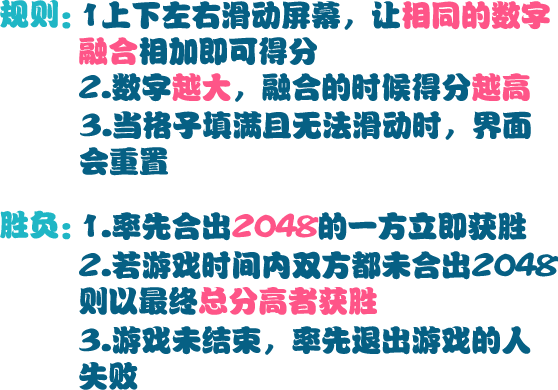 规则: 1上下左右滑动屏幕，让相同的数字
融合相加即可得分
2.数字越大，融合的时候得分越高
3.当格子填满且无法滑动时，界面
会重置
胜负: 1.率先合出2048的一方立即获胜
2.若游戏时间内双方都未合出2048
则以最终总分高者获胜
3.游戏未结束，率先退出游戏的人
失败